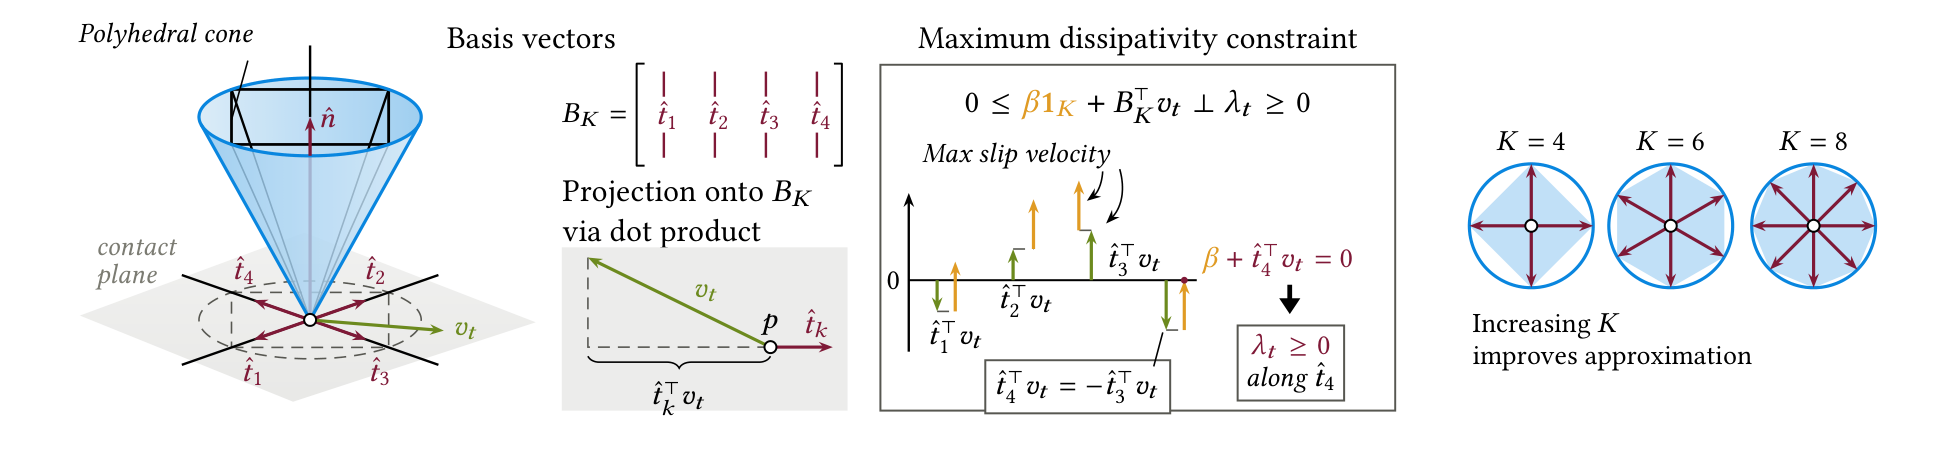 Polyhedral cone
n̂
contact
plane
t̂₄
t̂₂
v_t
t̂₁
t̂₃
Basis vectors
B_K = [ t̂₁ t̂₂ t̂₃ t̂₄ ]
Projection onto B_K
via dot product
v_t
p
t̂_k
t̂_k^⊤ v_t
Maximum dissipativity constraint
0 ≤ β1_K + B_K^⊤ v_t ⊥ λ_t ≥ 0
Max slip velocity
0
t̂₁^⊤ v_t
t̂₂^⊤ v_t
t̂₃^⊤ v_t
t̂₄^⊤ v_t = −t̂₃^⊤ v_t
β + t̂₄^⊤ v_t = 0
λ_t ≥ 0
along t̂₄
K = 4
K = 6
K = 8
Increasing K
improves approximation